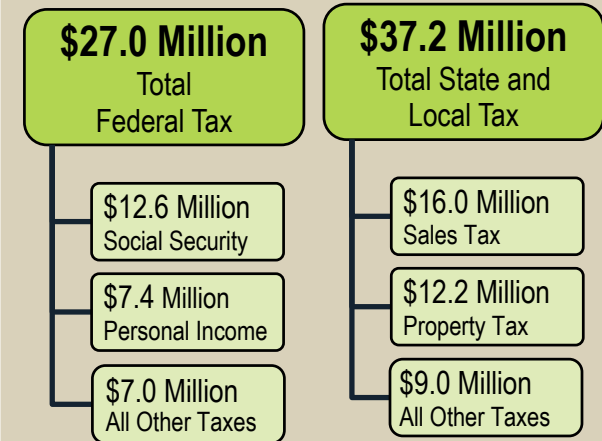 $27.0 Million
Total
Federal Tax
$12.6 Million
Social Security
$7.4 Million
Personal Income
$7.0 Million
All Other Taxes
$37.2 Million
Total State and
Local Tax
$16.0 Million
Sales Tax
$12.2 Million
Property Tax
$9.0 Million
All Other Taxes